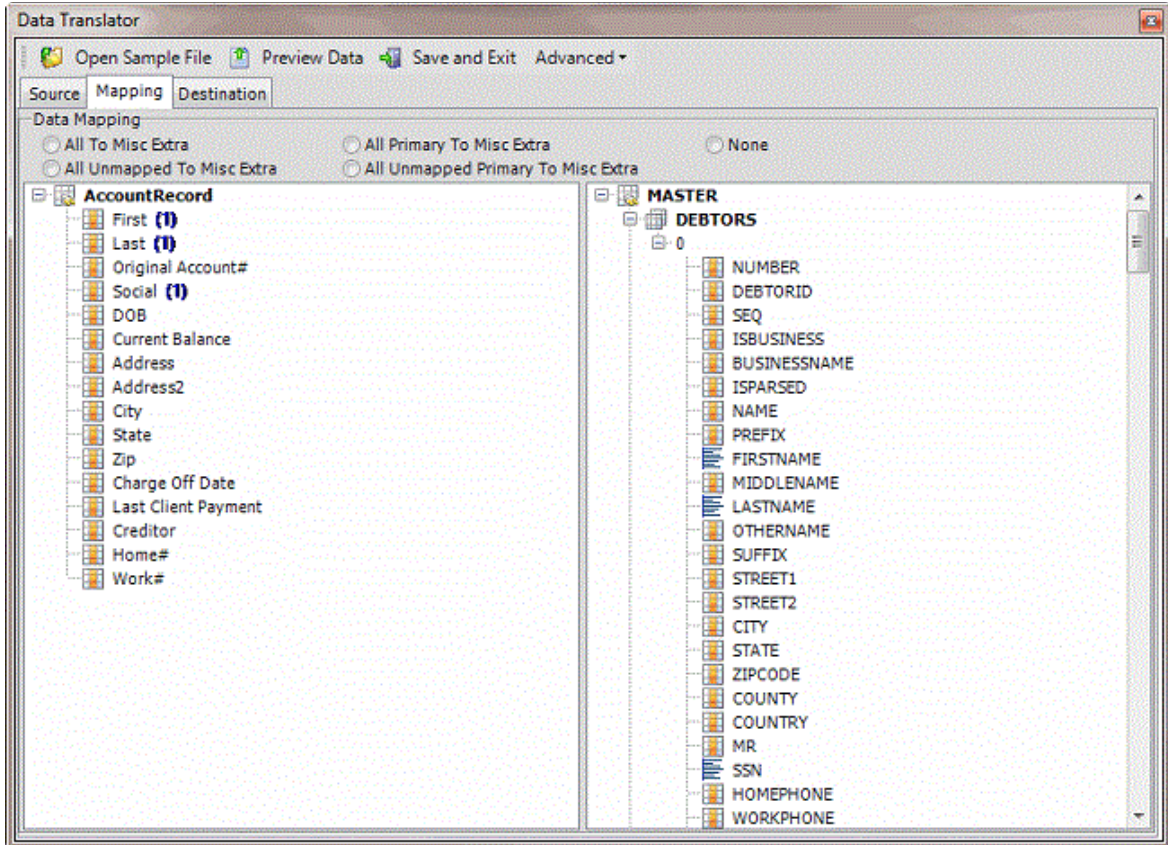 Data Translator
Open Sample File Preview Data Save and Exit Advanced
Source Mapping Destination
Data Mapping
All To Misc Extra All Primary To Misc Extra None
All Unmapped To Misc Extra All Unmapped Primary To Misc Extra
AccountRecord
First (1)
Last (1)
Original Account#
Social (1)
DOB
Current Balance
Address
Address2
City
State
Zip
Charge Off Date
Last Client Payment
Creditor
Home#
Work#
MASTER
DEBTORS
0
NUMBER
DEBTORID
SEQ
ISBUSINESS
BUSINESSNAME
ISPARSED
NAME
PREFIX
FIRSTNAME
MIDDLENAME
LASTNAME
OTHERNAME
SUFFIX
STREET1
STREET2
CITY
STATE
ZIPCODE
COUNTY
COUNTRY
MR
SSN
HOMEPHONE
WORKPHONE